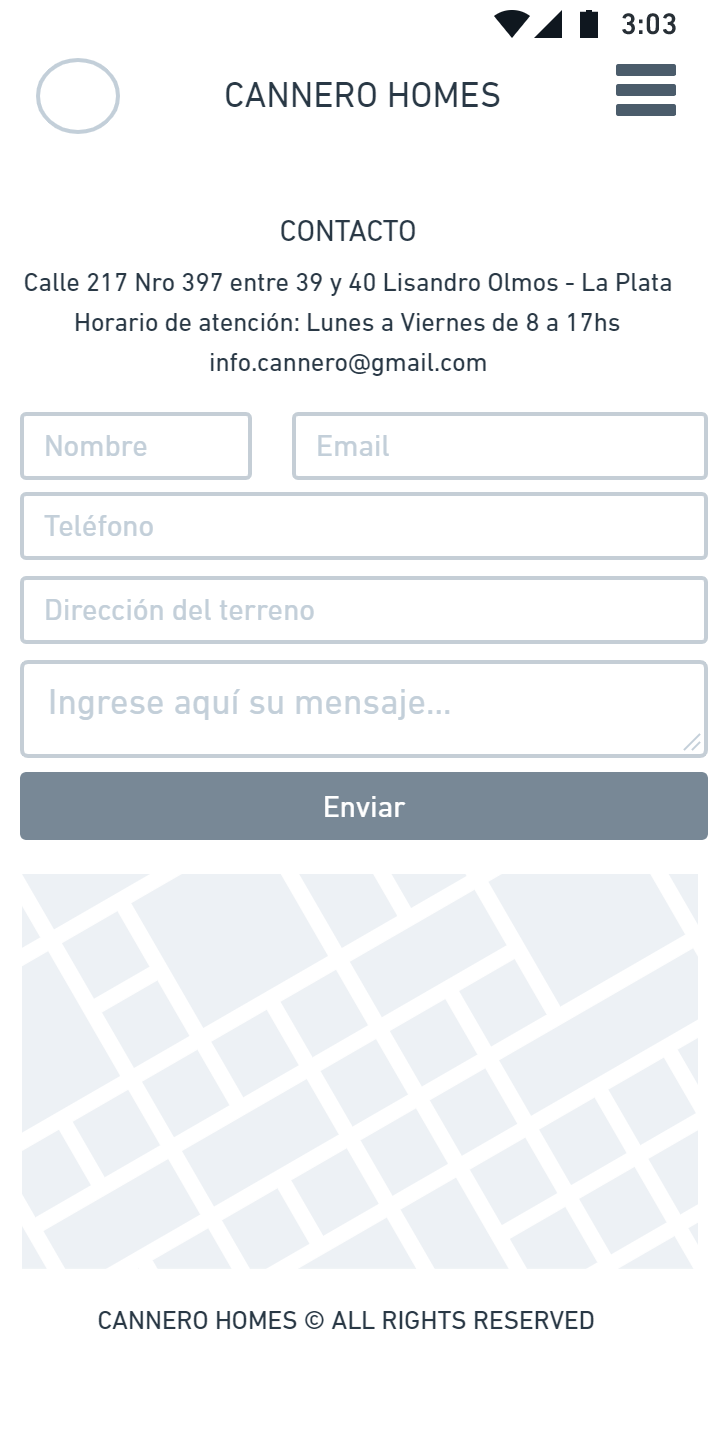 3:03
CANNERO HOMES
CONTACTO
Calle 217 Nro 397 entre 39 y 40 Lisandro Olmos - La Plata
Horario de atención: Lunes a Viernes de 8 a 17hs
info.cannero@gmail.com
Nombre Email
Teléfono
Dirección del terreno
Ingrese aquí su mensaje...
Enviar
CANNERO HOMES © ALL RIGHTS RESERVED